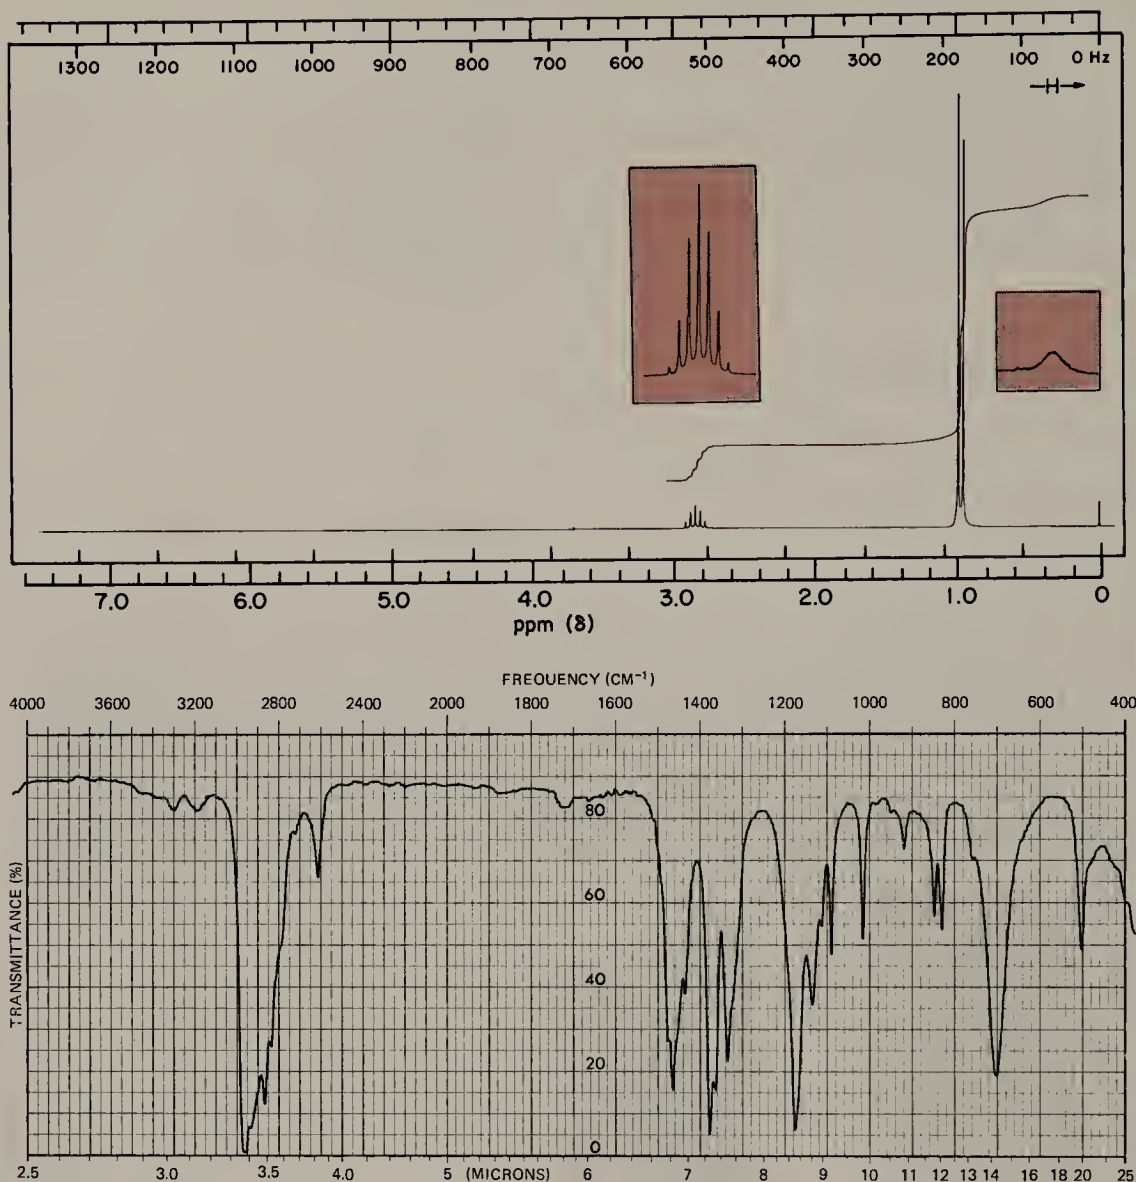 1300 1200 1100 1000 900 800 700 600 500 400 300 200 100 0 Hz
H
7.0 6.0 5.0 4.0 3.0 2.0 1.0 0
ppm (δ)
FREQUENCY (CM⁻¹)
4000 3600 3200 2800 2400 2000 1800 1600 1400 1200 1000 800 600 400
TRANSMITTANCE (%)
80
60
40
20
0
2.5 3.0 3.5 4.0 5 (MICRONS) 6 7 8 9 10 11 12 13 14 16 18 20 25